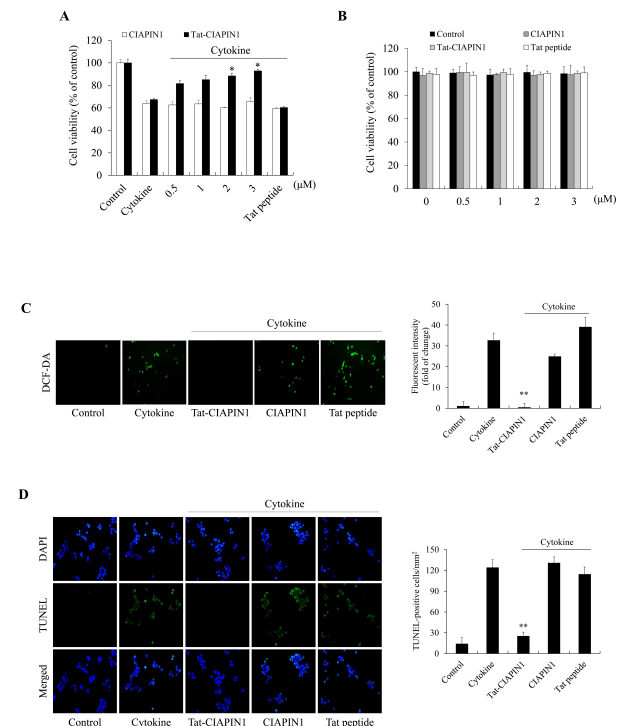 A
CIAPIN1 Tat-CIAPIN1
Cytokine
Cell viability (% of control)
120
100
80
60
40
20
0
* *
Control Cytokine 0.5 1 2 3 Tat peptide (μM)
B
Control CIAPIN1
Tat-CIAPIN1 Tat peptide
Cell viability (% of control)
120
100
80
60
40
20
0
0 0.5 1 2 3 (μM)
C
Cytokine
DCF-DA
Control Cytokine Tat-CIAPIN1 CIAPIN1 Tat peptide
Cytokine
Fluorescent intensity
(fold of change)
50
40
30
20
10
0
**
Control Cytokine Tat-CIAPIN1 CIAPIN1 Tat peptide
D
Cytokine
DAPI
TUNEL
Merged
Control Cytokine Tat-CIAPIN1 CIAPIN1 Tat peptide
Cytokine
TUNEL-positive cells/mm²
150
120
90
60
30
0
**
Control Cytokine Tat-CIAPIN1 CIAPIN1 Tat peptide